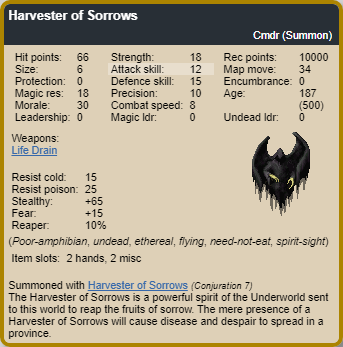 Harvester of Sorrows
Cmdr (Summon)
Hit points: 66 Strength: 18 Rec points: 10000
Size: 6 Attack skill: 12 Map move: 34
Protection: 0 Defence skill: 15 Encumbrance: 0
Magic res: 18 Precision: 10 Age: 187
Morale: 30 Combat speed: 8 (500)
Leadership: 0 Magic ldr: 0 Undead ldr: 0
Weapons:
Life Drain
Resist cold: 15
Resist poison: 25
Stealthy: +65
Fear: +15
Reaper: 10%
(Poor-amphibian, undead, ethereal, flying, need-not-eat, spirit-sight)
Item slots: 2 hands, 2 misc
Summoned with Harvester of Sorrows (Conjuration 7)
The Harvester of Sorrows is a powerful spirit of the Underworld sent
to this world to reap the fruits of sorrow. The mere presence of a
Harvester of Sorrows will cause disease and despair to spread in a
province.